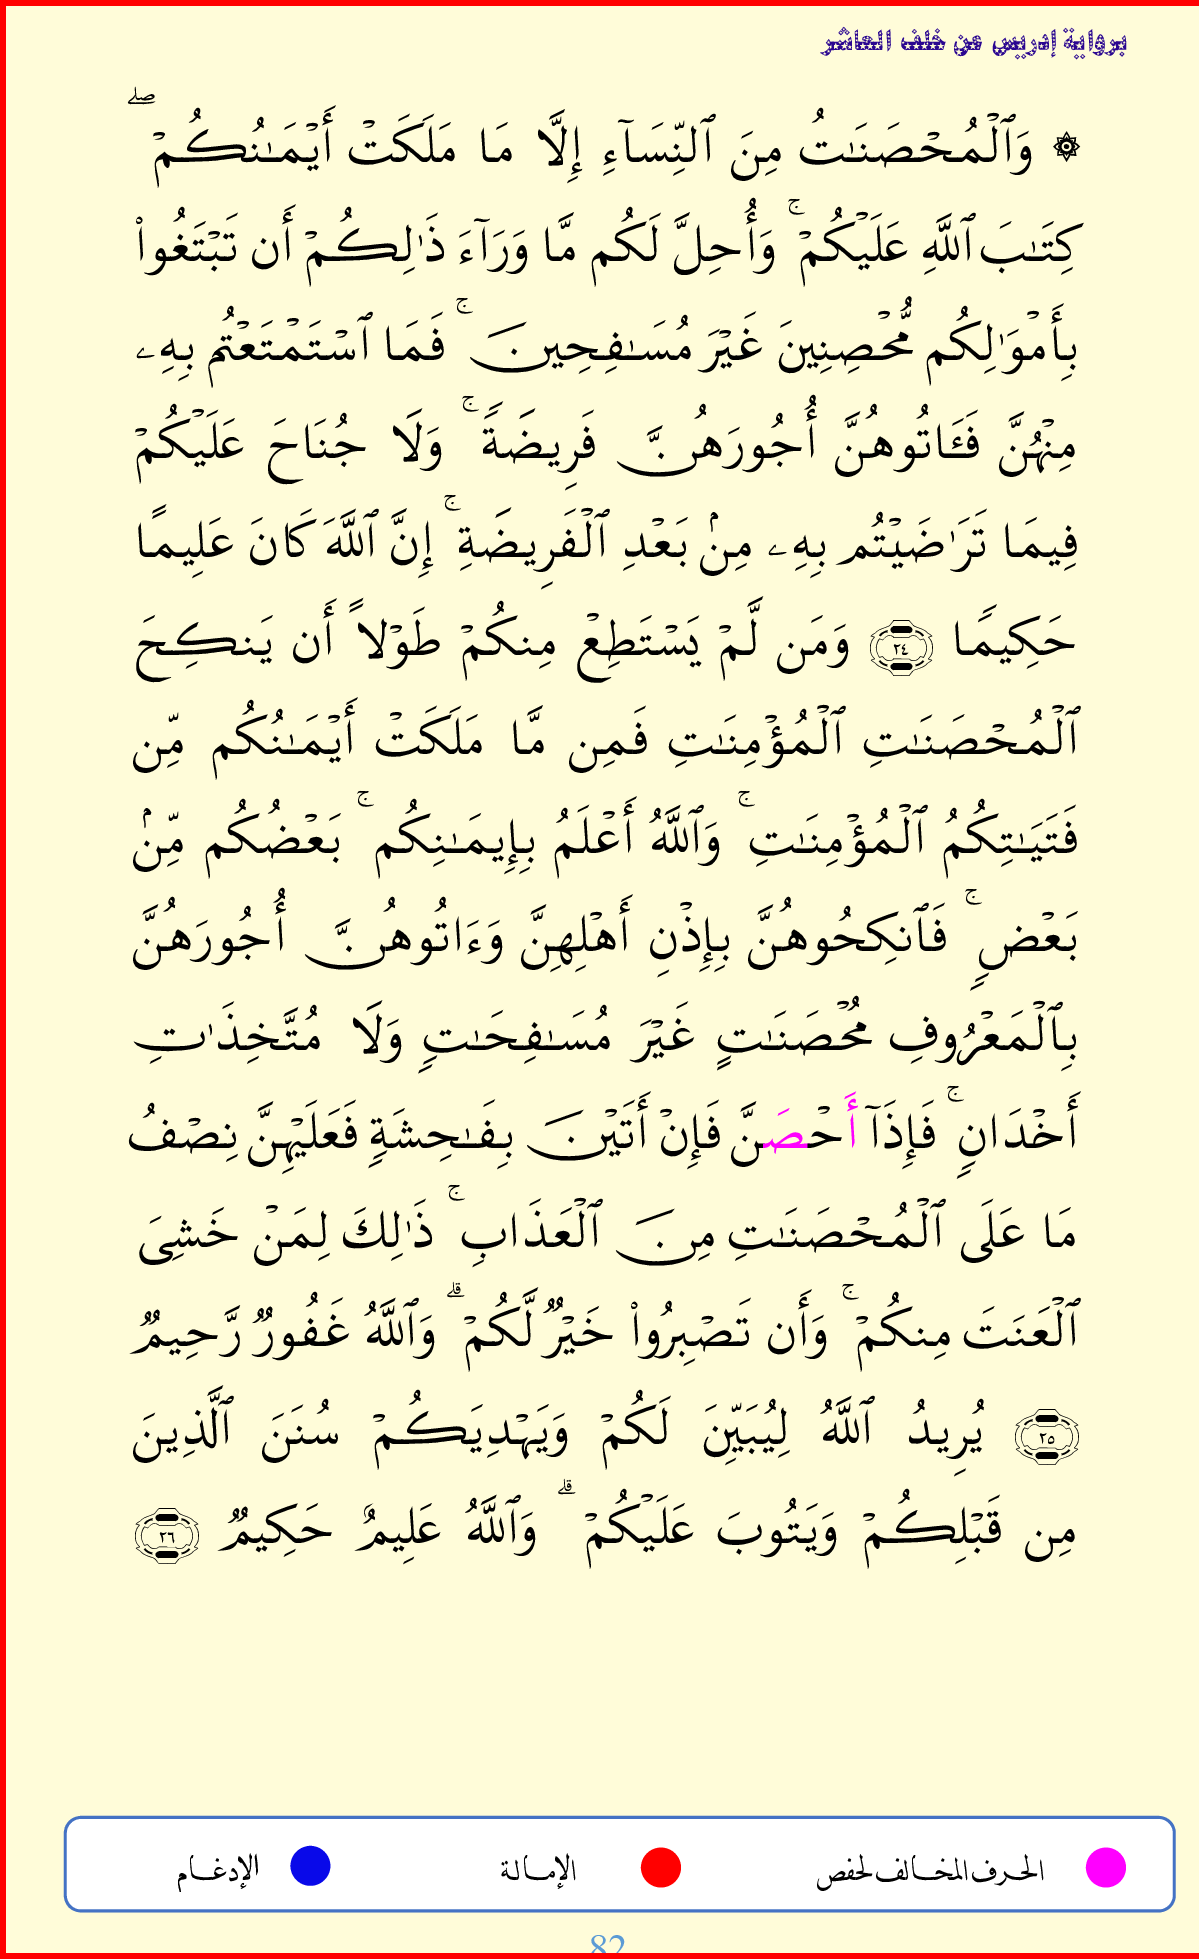 برواية إدريس عن خلف العاشر
۞ وَٱلْمُحْصَنَـٰتُ مِنَ ٱلنِّسَآءِ إِلَّا مَا مَلَكَتْ أَيْمَـٰنُكُمْ ۖ
كِتَـٰبَ ٱللَّهِ عَلَيْكُمْ ۚ وَأُحِلَّ لَكُم مَّا وَرَآءَ ذَٰلِكُمْ أَن تَبْتَغُوا۟
بِأَمْوَٰلِكُم مُّحْصِنِينَ غَيْرَ مُسَـٰفِحِينَ ۚ فَمَا ٱسْتَمْتَعْتُم بِهِۦ
مِنْهُنَّ فَـَٔاتُوهُنَّ أُجُورَهُنَّ فَرِيضَةً ۚ وَلَا جُنَاحَ عَلَيْكُمْ
فِيمَا تَرَٰضَيْتُم بِهِۦ مِنۢ بَعْدِ ٱلْفَرِيضَةِ ۚ إِنَّ ٱللَّهَ كَانَ عَلِيمًا
حَكِيمًا ٢٤ وَمَن لَّمْ يَسْتَطِعْ مِنكُمْ طَوْلًا أَن يَنكِحَ
ٱلْمُحْصَنَـٰتِ ٱلْمُؤْمِنَـٰتِ فَمِن مَّا مَلَكَتْ أَيْمَـٰنُكُم مِّن
فَتَيَـٰتِكُمُ ٱلْمُؤْمِنَـٰتِ ۚ وَٱللَّهُ أَعْلَمُ بِإِيمَـٰنِكُم ۚ بَعْضُكُم مِّنۢ
بَعْضٍ ۚ فَٱنكِحُوهُنَّ بِإِذْنِ أَهْلِهِنَّ وَءَاتُوهُنَّ أُجُورَهُنَّ
بِٱلْمَعْرُوفِ مُحْصَنَـٰتٍ غَيْرَ مُسَـٰفِحَـٰتٍ وَلَا مُتَّخِذَٰتِ
أَخْدَانٍ ۚ فَإِذَآ أَحْصَنَّ فَإِنْ أَتَيْنَ بِفَـٰحِشَةٍ فَعَلَيْهِنَّ نِصْفُ
مَا عَلَى ٱلْمُحْصَنَـٰتِ مِنَ ٱلْعَذَابِ ۚ ذَٰلِكَ لِمَنْ خَشِىَ
ٱلْعَنَتَ مِنكُمْ ۚ وَأَن تَصْبِرُوا۟ خَيْرٌ لَّكُمْ ۗ وَٱللَّهُ غَفُورٌ رَّحِيمٌ
٢٥ يُرِيدُ ٱللَّهُ لِيُبَيِّنَ لَكُمْ وَيَهْدِيَكُمْ سُنَنَ ٱلَّذِينَ
مِن قَبْلِكُمْ وَيَتُوبَ عَلَيْكُمْ ۗ وَٱللَّهُ عَلِيمٌ حَكِيمٌ ٢٦
الحرف المخالف لحفص الإمالة الإدغام
82